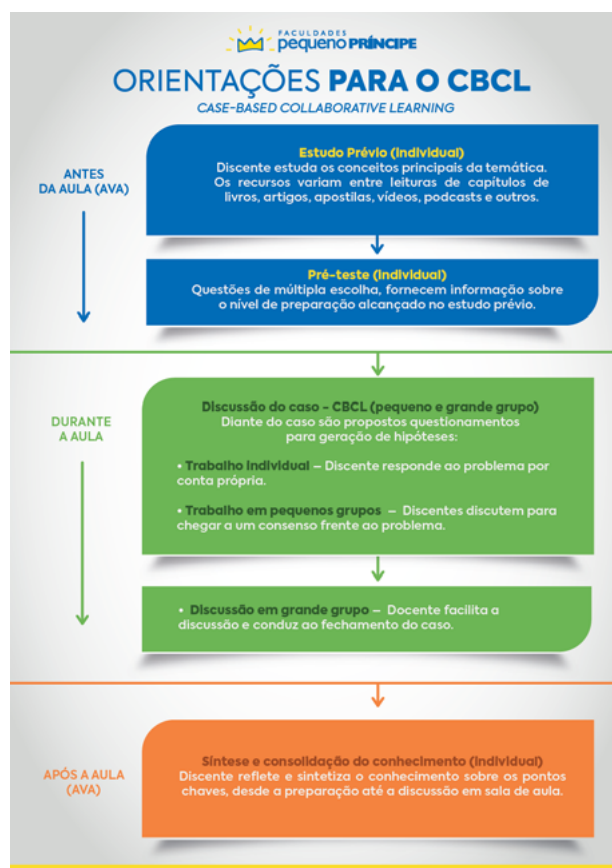 FACULDADES
pequeno PRÍNCIPE
ORIENTAÇÕES PARA O CBCL
CASE-BASED COLLABORATIVE LEARNING
ANTES
DA AULA (AVA)
Estudo Prévio (individual)
Discente estuda os conceitos principais da temática.
Os recursos variam entre leituras de capítulos de
livros, artigos, apostilas, vídeos, podcasts e outros.
Pré-teste (individual)
Questões de múltipla escolha, fornecem informação sobre
o nível de preparação alcançado no estudo prévio.
DURANTE
A AULA
Discussão do caso - CBCL (pequeno e grande grupo)
Diante do caso são propostos questionamentos
para geração de hipóteses:
• Trabalho individual – Discente responde ao problema por
conta própria.
• Trabalho em pequenos grupos – Discentes discutem para
chegar a um consenso frente ao problema.
• Discussão em grande grupo – Docente facilita a
discussão e conduz ao fechamento do caso.
APÓS A AULA
(AVA)
Síntese e consolidação do conhecimento (individual)
Discente reflete e sintetiza o conhecimento sobre os pontos
chaves, desde a preparação até a discussão em sala de aula.